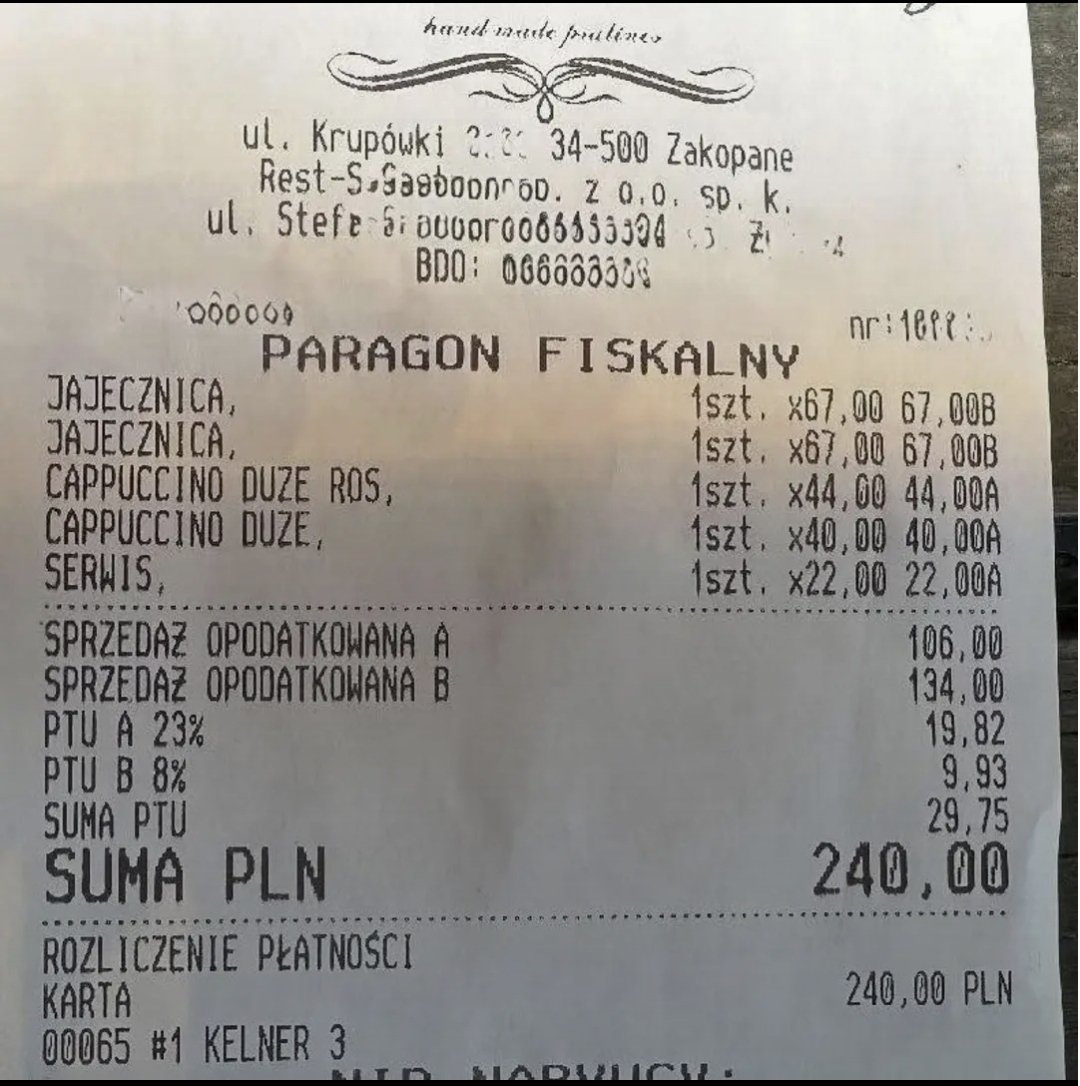 hand made pralines
ul. Krupówki 34-500 Zakopane
z o.o. sp. k.
ul.
BDO:
PARAGON FISKALNY
JAJECZNICA, 1szt. x67,00 67,00B
JAJECZNICA, 1szt. x67,00 67,00B
CAPPUCCINO DUZE ROS, 1szt. x44,00 44,00A
CAPPUCCINO DUZE, 1szt. x40,00 40,00A
SERWIS, 1szt. x22,00 22,00A
SPRZEDAŻ OPODATKOWANA A 106,00
SPRZEDAŻ OPODATKOWANA B 134,00
PTU A 23% 19,82
PTU B 8% 9,93
SUMA PTU 29,75
SUMA PLN 240,00
ROZLICZENIE PŁATNOŚCI
KARTA 240,00 PLN
00065 #1 KELNER 3
NIP NABYWCY: